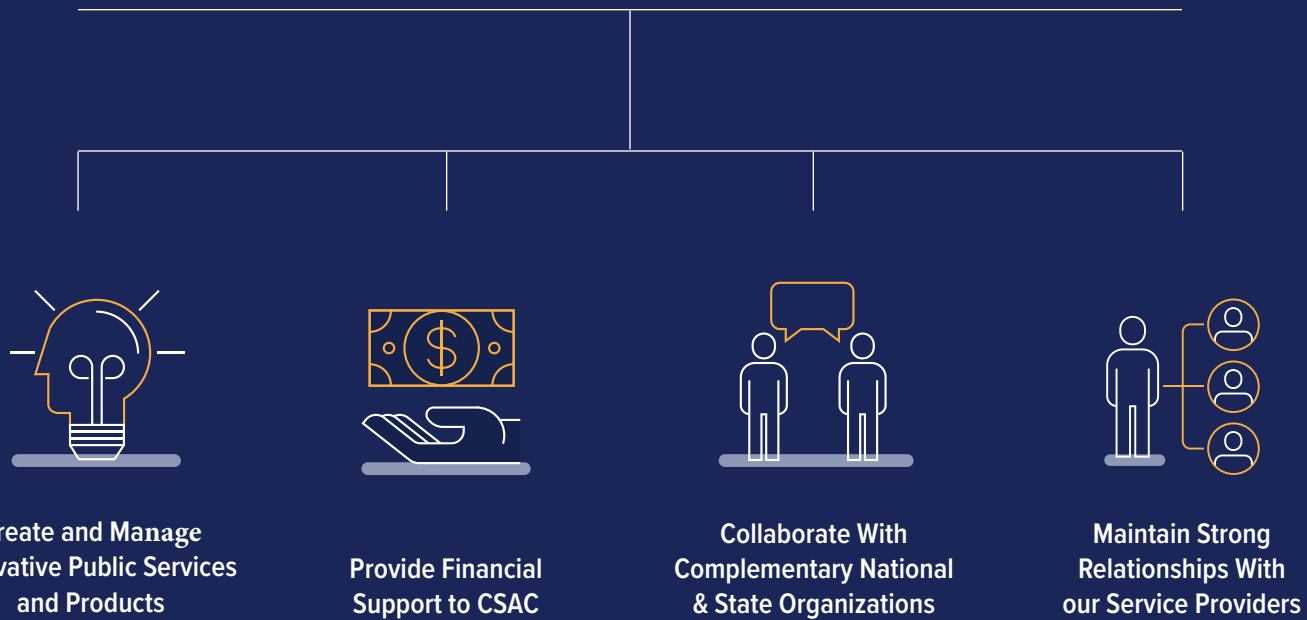 reate and Manage
vative Public Services
and Products
Provide Financial
Support to CSAC
Collaborate With
Complementary National
& State Organizations
Maintain Strong
Relationships With
our Service Providers
$